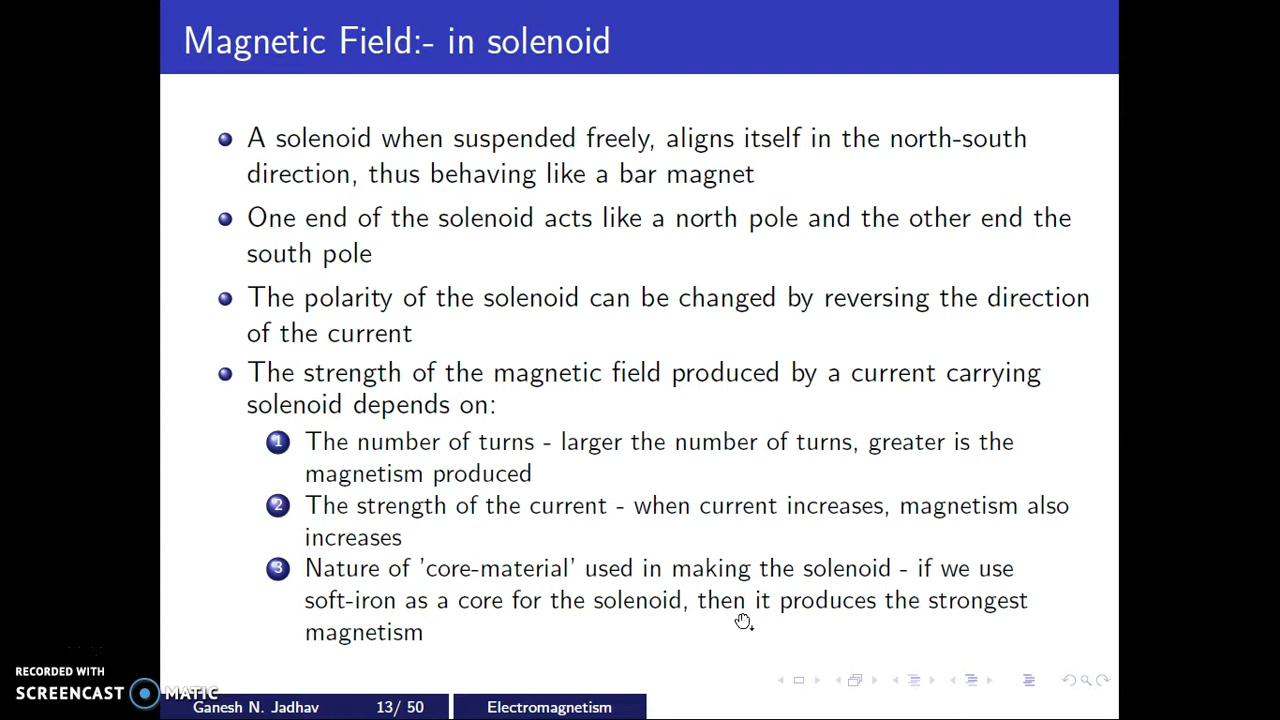 Magnetic Field:- in solenoid
A solenoid when suspended freely, aligns itself in the north-south
direction, thus behaving like a bar magnet
One end of the solenoid acts like a north pole and the other end the
south pole
The polarity of the solenoid can be changed by reversing the direction
of the current
The strength of the magnetic field produced by a current carrying
solenoid depends on:
1 The number of turns - larger the number of turns, greater is the
magnetism produced
2 The strength of the current - when current increases, magnetism also
increases
3 Nature of 'core-material' used in making the solenoid - if we use
soft-iron as a core for the solenoid, then it produces the strongest
magnetism
RECORDED WITH
SCREENCAST MATIC
Ganesh N. Jadhav 13/ 50 Electromagnetism